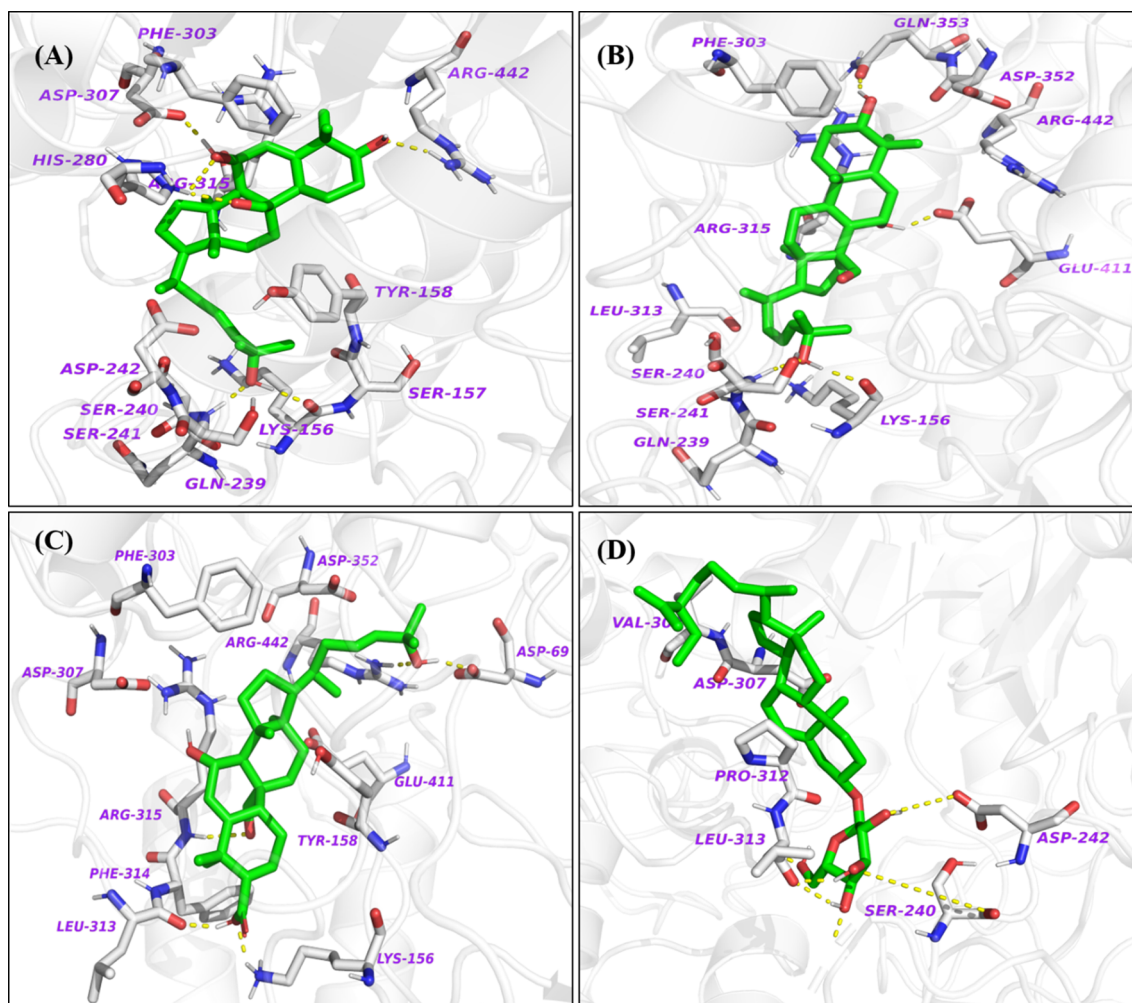 (A)
PHE-303
ASP-307
ARG-442
HIS-280
ARG-315
TYR-158
ASP-242
SER-240
SER-157
SER-241
LYS-156
GLN-239
(B)
GLN-353
PHE-303
ASP-352
ARG-442
ARG-315
GLU-411
LEU-313
SER-240
SER-241
LYS-156
GLN-239
(C)
PHE-303
ASP-352
ARG-442
ASP-69
ASP-307
GLU-411
ARG-315
TYR-158
PHE-314
LEU-313
LYS-156
(D)
VAL-30
ASP-307
PRO-312
LEU-313
ASP-242
SER-240